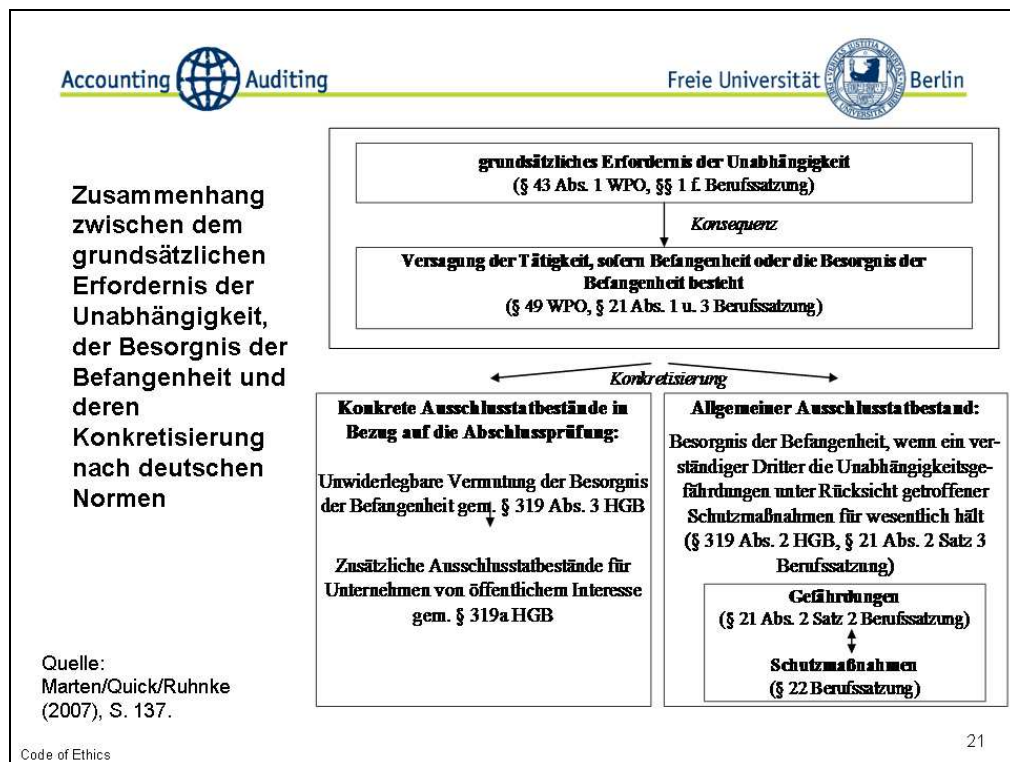 Accounting Auditing
Freie Universität Berlin
Zusammenhang
zwischen dem
grundsätzlichen
Erfordernis der
Unabhängigkeit,
der Besorgnis der
Befangenheit und
deren
Konkretisierung
nach deutschen
Normen
grundsätzliches Erfordernis der Unabhängigkeit
(§ 43 Abs. 1 WPO, §§ 1 f. Berufssatzung)
Konsequenz
Versagung der Tätigkeit, sofern Befangenheit oder die Besorgnis der
Befangenheit besteht
(§ 49 WPO, § 21 Abs. 1 u. 3 Berufssatzung)
Konkretisierung
Konkrete Ausschlusstatbestände in
Bezug auf die Abschlussprüfung:
Unwiderlegbare Vermutung der Besorgnis
der Befangenheit gem. § 319 Abs. 3 HGB
Zusätzliche Ausschlusstatbestände für
Unternehmen von öffentlichem Interesse
gem. § 319a HGB
Allgemeiner Ausschlusstatbestand:
Besorgnis der Befangenheit, wenn ein ver-
ständiger Dritter die Unabhängigkeitsge-
fährdungen unter Rücksicht getroffener
Schutzmaßnahmen für wesentlich hält
(§ 319 Abs. 2 HGB, § 21 Abs. 2 Satz 3
Berufssatzung)
Gefährdungen
(§ 21 Abs. 2 Satz 2 Berufssatzung)
Schutzmaßnahmen
(§ 22 Berufssatzung)
Quelle:
Marten/Quick/Ruhnke
(2007), S. 137.
Code of Ethics
21